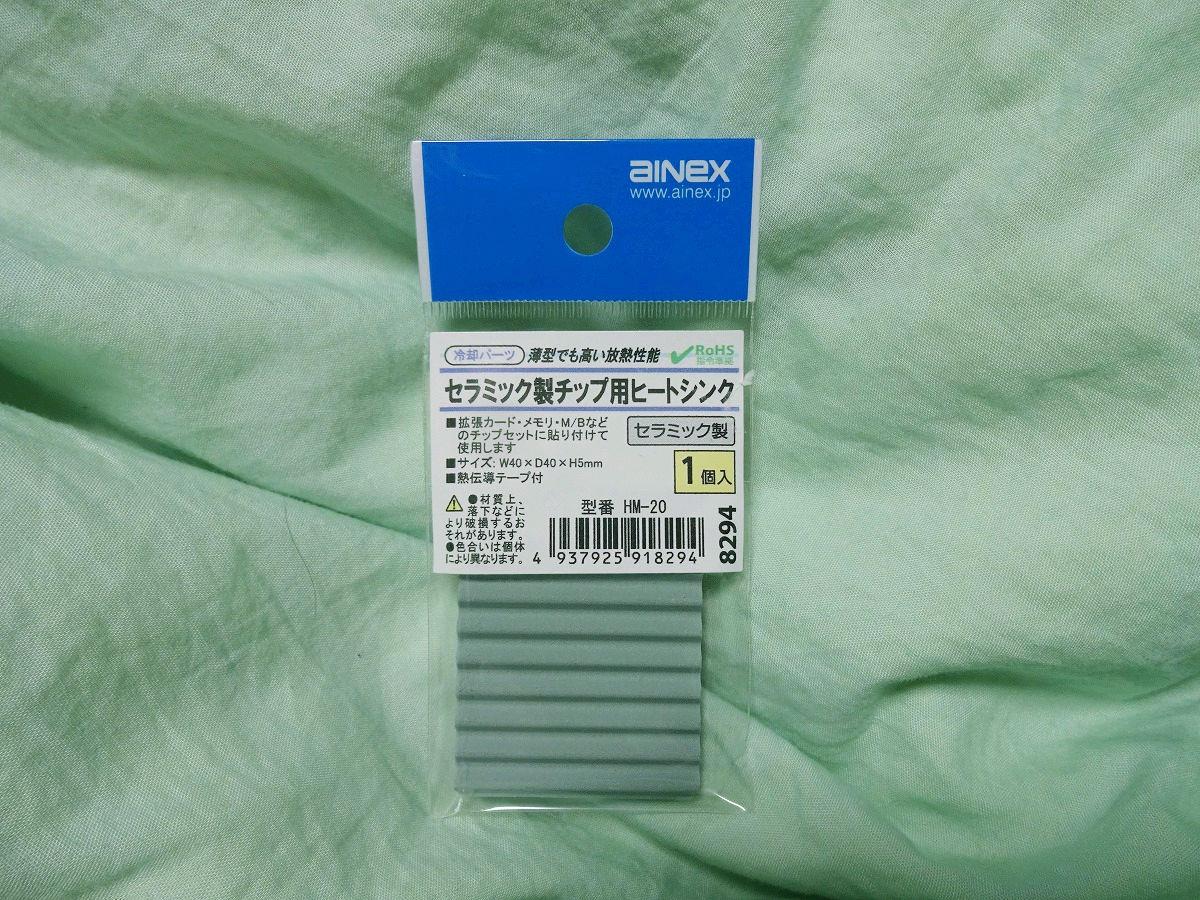 aINex
www.ainex.jp
冷却パーツ 薄型でも高い放熱性能 RoHS
指令準拠
セラミック製チップ用ヒートシンク
■拡張カード・メモリ・M/Bなど
のチップセットに貼り付けて
使用します
セラミック製
■サイズ: W40×D40×H5mm
■熱伝導テープ付
1個入
●材質上、
落下などに
より破損するお
それがあります。
●色合いは個体
により異なります。
型番 HM-20
4 937925 918294
8294